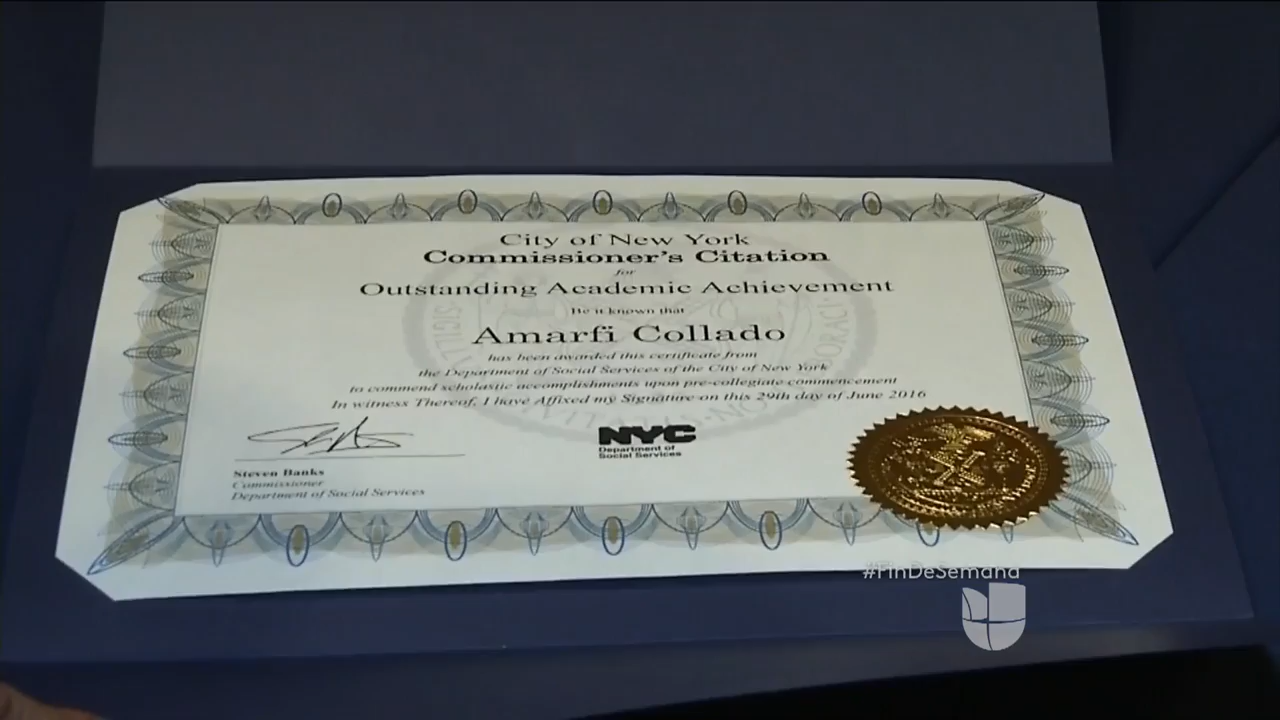 City of New York
Commissioner's Citation
for
Outstanding Academic Achievement
Be it known that
Amarfi Collado
has been awarded this certificate from
the Department of Social Services of the City of New York
to commend scholastic accomplishments upon pre-collegiate commencement
In witness Thereof, I have Affixed my Signature on this 29th day of June 2016
NYC
Department of
Social Services
Steven Banks
Commissioner
Department of Social Services
#FinDeSemana